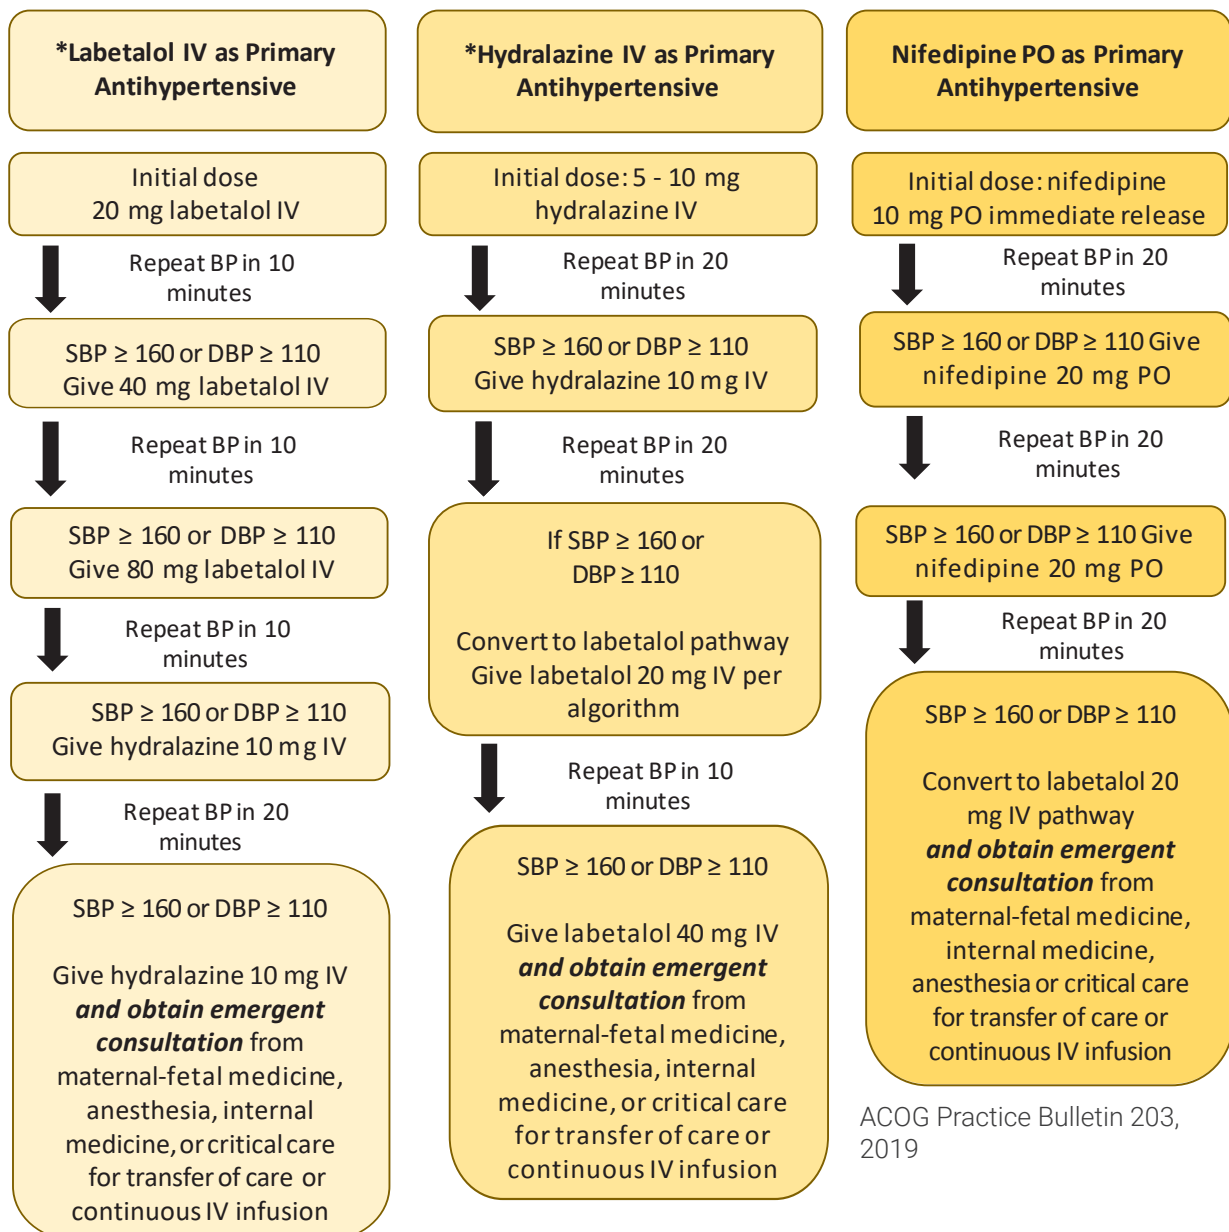 *Labetalol IV as Primary
Antihypertensive
Initial dose
20 mg labetalol IV
Repeat BP in 10
minutes
SBP ≥ 160 or DBP ≥ 110
Give 40 mg labetalol IV
Repeat BP in 10
minutes
SBP ≥ 160 or DBP ≥ 110
Give 80 mg labetalol IV
Repeat BP in 10
minutes
SBP ≥ 160 or DBP ≥ 110
Give hydralazine 10 mg IV
Repeat BP in 20
minutes
SBP ≥ 160 or DBP ≥ 110
Give hydralazine 10 mg IV
and obtain emergent
consultation from
maternal-fetal medicine,
anesthesia, internal
medicine, or critical care
for transfer of care or
continuous IV infusion
*Hydralazine IV as Primary
Antihypertensive
Initial dose: 5 - 10 mg
hydralazine IV
Repeat BP in 20
minutes
SBP ≥ 160 or DBP ≥ 110
Give hydralazine 10 mg IV
Repeat BP in 20
minutes
If SBP ≥ 160 or
DBP ≥ 110
Convert to labetalol pathway
Give labetalol 20 mg IV per
algorithm
Repeat BP in 10
minutes
SBP ≥ 160 or DBP ≥ 110
Give labetalol 40 mg IV
and obtain emergent
consultation from
maternal-fetal medicine,
anesthesia, internal
medicine, or critical care
for transfer of care or
continuous IV infusion
Nifedipine PO as Primary
Antihypertensive
Initial dose: nifedipine
10 mg PO immediate release
Repeat BP in 20
minutes
SBP ≥ 160 or DBP ≥ 110 Give
nifedipine 20 mg PO
Repeat BP in 20
minutes
SBP ≥ 160 or DBP ≥ 110 Give
nifedipine 20 mg PO
Repeat BP in 20
minutes
SBP ≥ 160 or DBP ≥ 110
Convert to labetalol 20
mg IV pathway
and obtain emergent
consultation from
maternal-fetal medicine,
internal medicine,
anesthesia or critical care
for transfer of care or
continuous IV infusion
ACOG Practice Bulletin 203,
2019